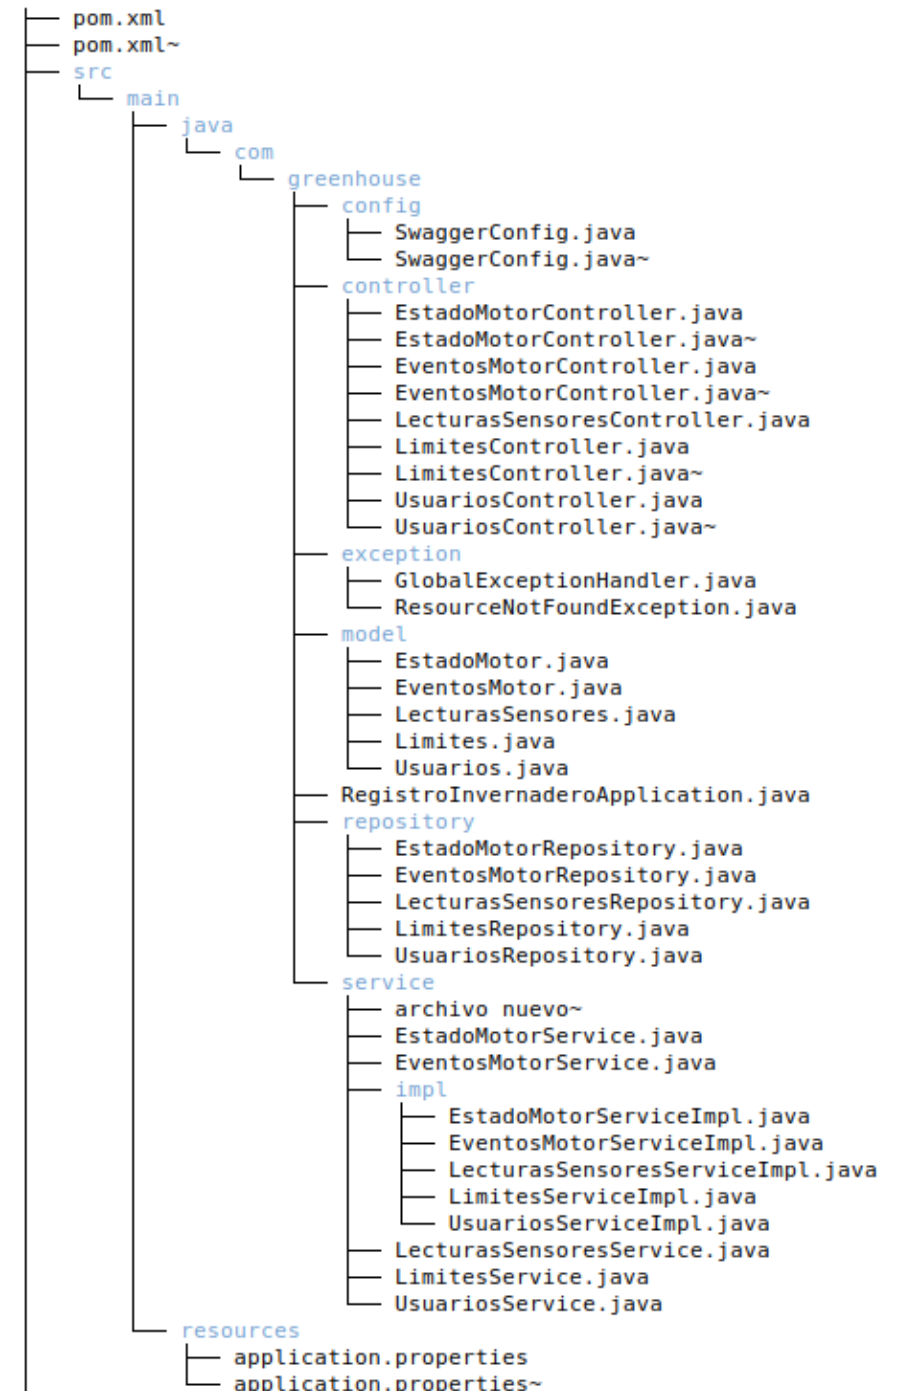 pom.xml
pom.xml~
src
main
java
com
greenhouse
config
SwaggerConfig.java
SwaggerConfig.java~
controller
EstadoMotorController.java
EstadoMotorController.java~
EventosMotorController.java
EventosMotorController.java~
LecturasSensoresController.java
LimitesController.java
LimitesController.java~
UsuariosController.java
UsuariosController.java~
exception
GlobalExceptionHandler.java
ResourceNotFoundException.java
model
EstadoMotor.java
EventosMotor.java
LecturasSensores.java
Limites.java
Usuarios.java
RegistroInvernaderoApplication.java
repository
EstadoMotorRepository.java
EventosMotorRepository.java
LecturasSensoresRepository.java
LimitesRepository.java
UsuariosRepository.java
service
archivo nuevo~
EstadoMotorService.java
EventosMotorService.java
impl
EstadoMotorServiceImpl.java
EventosMotorServiceImpl.java
LecturasSensoresServiceImpl.java
LimitesServiceImpl.java
UsuariosServiceImpl.java
LecturasSensoresService.java
LimitesService.java
UsuariosService.java
resources
application.properties
application.properties~